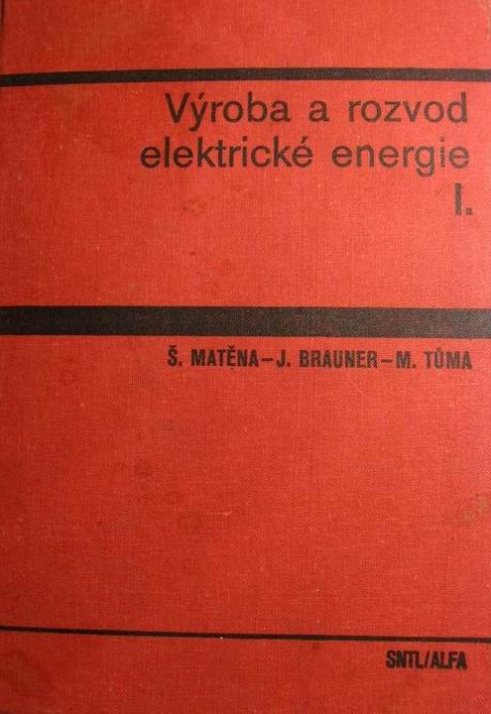 Výroba a rozvod
elektrické energie
I.
Š. MATĚNA-J. BRAUNER-M. TŮMA
SNTL/ALFA